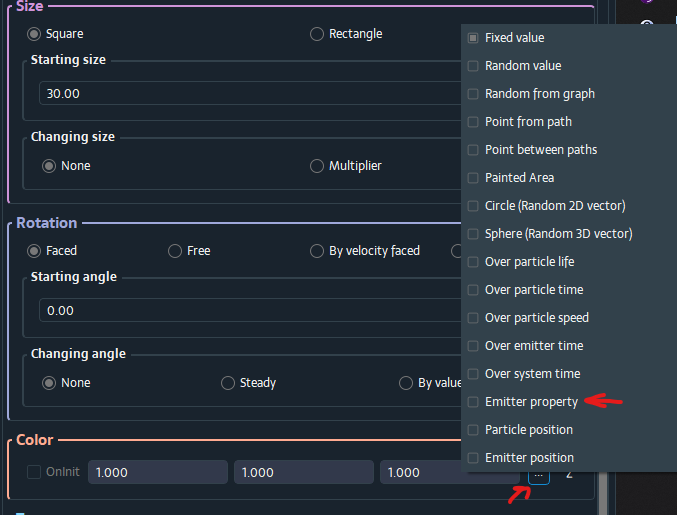 Size
Square
Rectangle
Starting size
30.00
Changing size
None
Multiplier
Rotation
Faced
Free
By velocity faced
Starting angle
0.00
Changing angle
None
Steady
By value
Color
OnInit
1.000
1.000
1.000
...
Fixed value
Random value
Random from graph
Point from path
Point between paths
Painted Area
Circle (Random 2D vector)
Sphere (Random 3D vector)
Over particle life
Over particle time
Over particle speed
Over emitter time
Over system time
Emitter property
Particle position
Emitter position